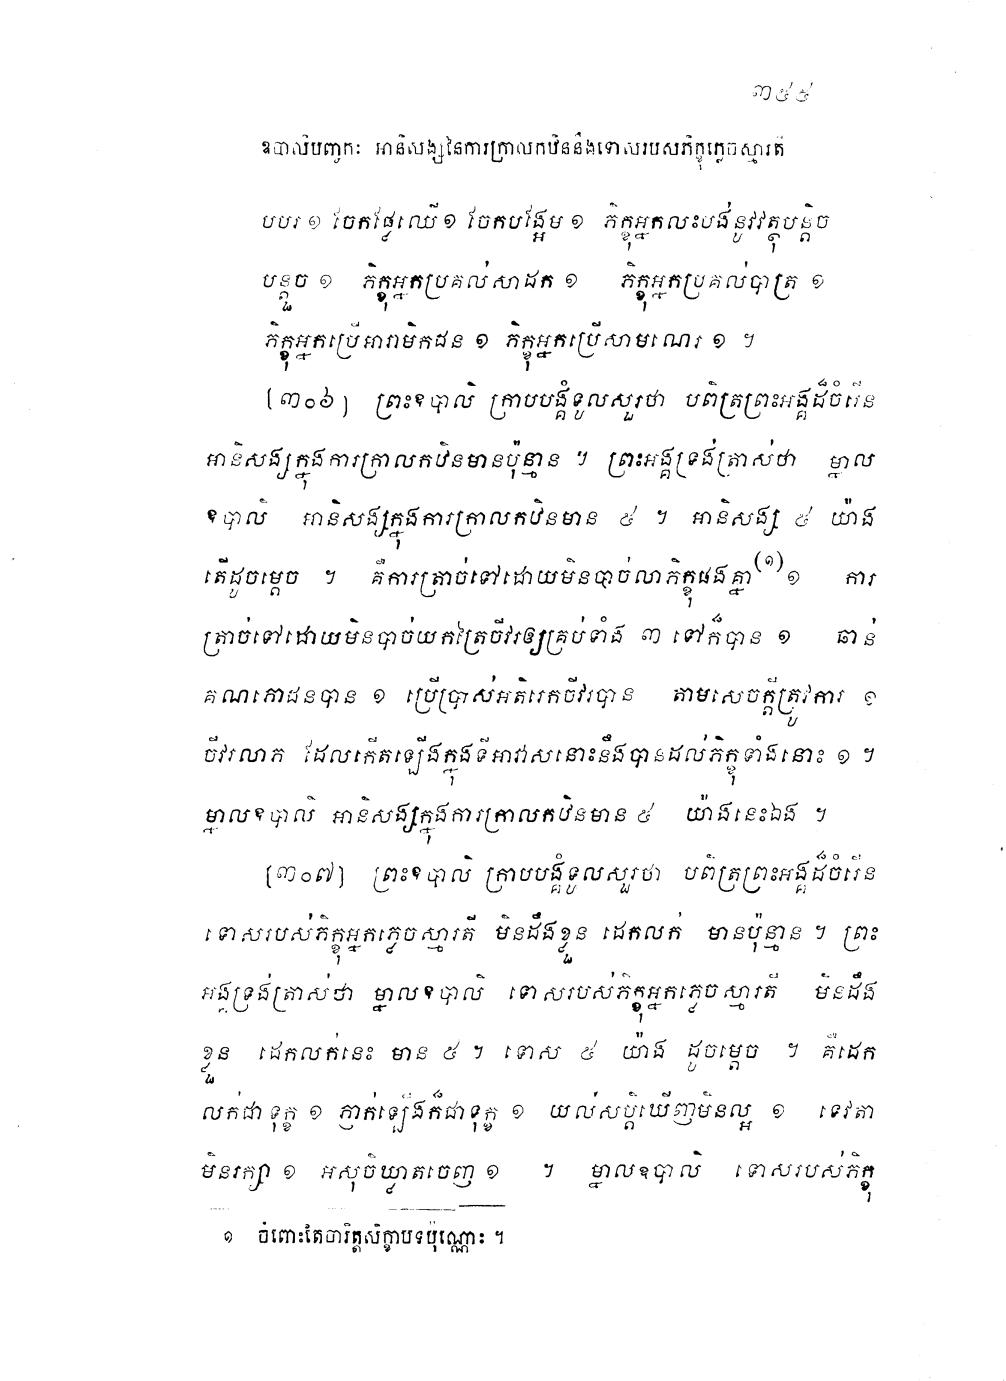 ៣៥៥
ឧបាលិបញ្ចកៈ អានិសង្សនៃការក្រាលកឋិននិងទោសរបសភិក្ខុភ្លេចស្មារតី
បបរ ១ ចែកផ្លែឈើ ១ ចែកបង្អែម ១ ភិក្ខុអ្នកលះបង់នូវវត្ថុបន្តិច
បន្តួច ១ ភិក្ខុអ្នកប្រគល់សាដក ១ ភិក្ខុអ្នកប្រគល់បាត្រ ១
ភិក្ខុអ្នកប្រើអារាមិកជន ១ ភិក្ខុអ្នកប្រើសាមណេរ ១ ។
[៣០៦] ព្រះឧបាលិ ក្រាបបង្គំទូលសួរថា បពិត្រព្រះអង្គដ៏ចំរើន
អានិសង្សក្នុងការក្រាលកឋិនមានប៉ុន្មាន ។ ព្រះអង្គទ្រង់ត្រាស់ថា ម្នាល
ឧបាលិ អានិសង្សក្នុងការក្រាលកឋិនមាន ៥ ។ អានិសង្ស ៥ យ៉ាង
តើដូចម្តេច ។ គឺការត្រាច់ទៅដោយមិនបាច់លាភិក្ខុផងគ្នា(១) ១ ការ
ត្រាច់ទៅដោយមិនបាច់យកត្រៃចីវរឲ្យគ្រប់ទាំង ៣ ទៅក៏បាន ១ ឆាន់
គណភោជនបាន ១ ប្រើប្រាស់អតិរេកចីវរបាន តាមសេចក្តីត្រូវការ ១
ចីវរលាភ ដែលកើតឡើងក្នុងទីអាវាសនោះនឹងបានដល់ភិក្ខុទាំងនោះ ១ ។
ម្នាលឧបាលិ អានិសង្សក្នុងការក្រាលកឋិនមាន ៥ យ៉ាងនេះឯង ។
[៣០៧] ព្រះឧបាលិ ក្រាបបង្គំទូលសួរថា បពិត្រព្រះអង្គដ៏ចំរើន
ទោសរបស់ភិក្ខុអ្នកភ្លេចស្មារតី មិនដឹងខ្លួន ដេកលក់ មានប៉ុន្មាន ។ ព្រះ
អង្គទ្រង់ត្រាស់ថា ម្នាលឧបាលិ ទោសរបស់ភិក្ខុអ្នកភ្លេចស្មារតី មិនដឹង
ខ្លួន ដេកលក់នេះ មាន ៥ ។ ទោស ៥ យ៉ាង ដូចម្តេច ។ គឺដេក
លក់ជាទុក្ខ ១ ភ្ញាក់ឡើងក៏ជាទុក្ខ ១ យល់សប្តិឃើញមិនល្អ ១ ទេវតា
មិនរក្សា ១ អសុចិឃ្លាតចេញ ១ ។ ម្នាលឧបាលិ ទោសរបស់ភិក្ខុ
១ ចំពោះតែចារិត្តសិក្ខាបទប៉ុណ្ណោះ ។